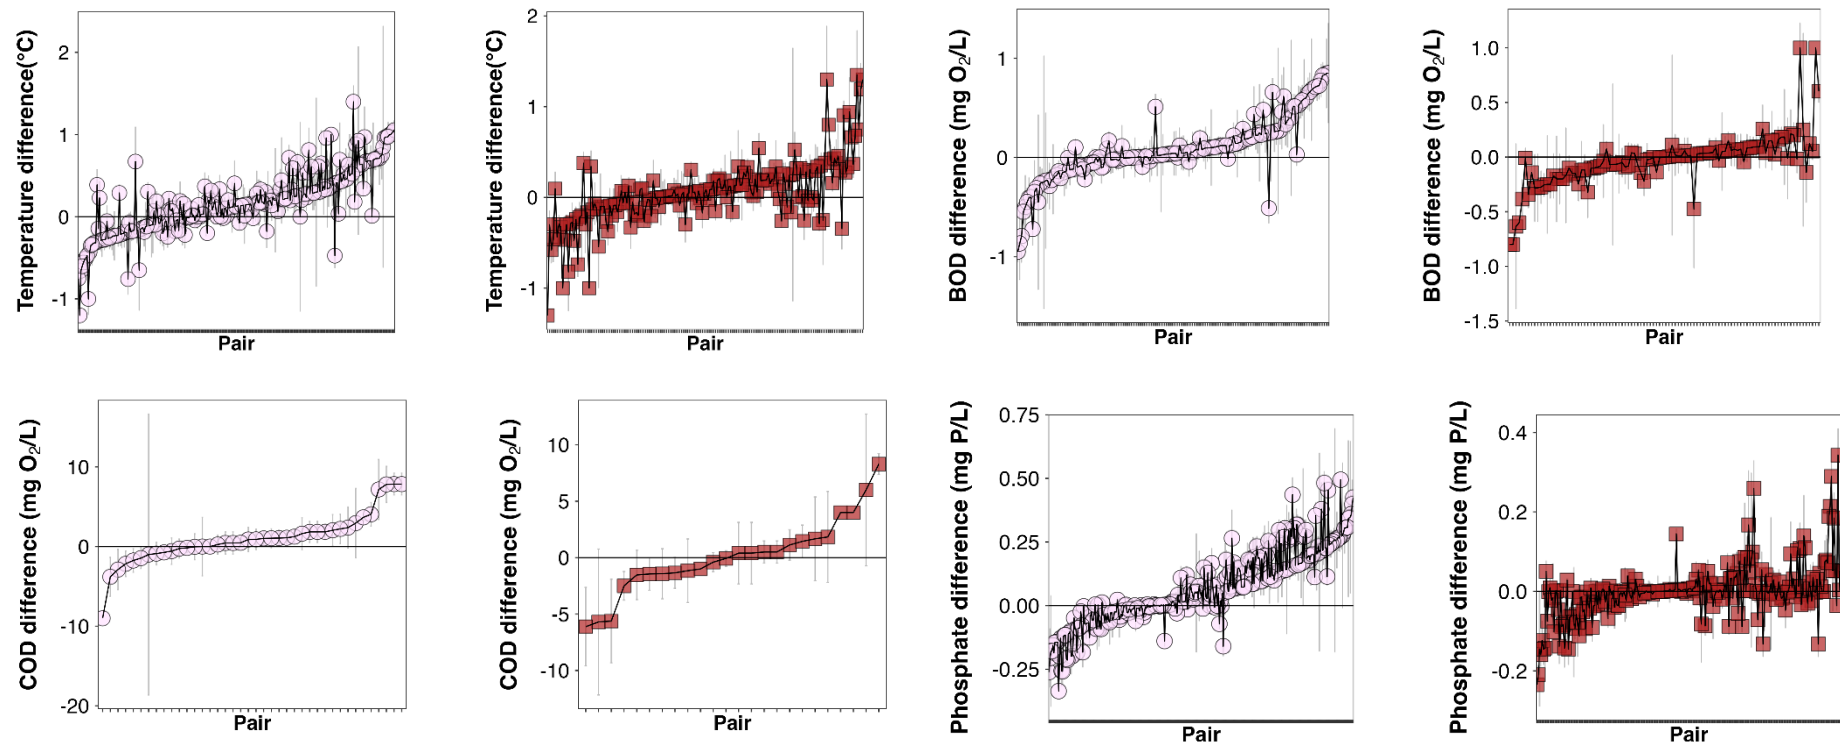 Temperature difference(°C)
2
1
0
-1
Pair
Temperature difference(°C)
2
1
0
-1
Pair
BOD difference (mg O₂/L)
1
0
-1
Pair
BOD difference (mg O₂/L)
1.0
0.5
0.0
-0.5
-1.0
-1.5
Pair
COD difference (mg O₂/L)
10
0
-10
-20
Pair
COD difference (mg O₂/L)
10
5
0
-5
-10
Pair
Phosphate difference (mg P/L)
0.75
0.50
0.25
0.00
-0.25
Pair
Phosphate difference (mg P/L)
0.4
0.2
0.0
-0.2
Pair